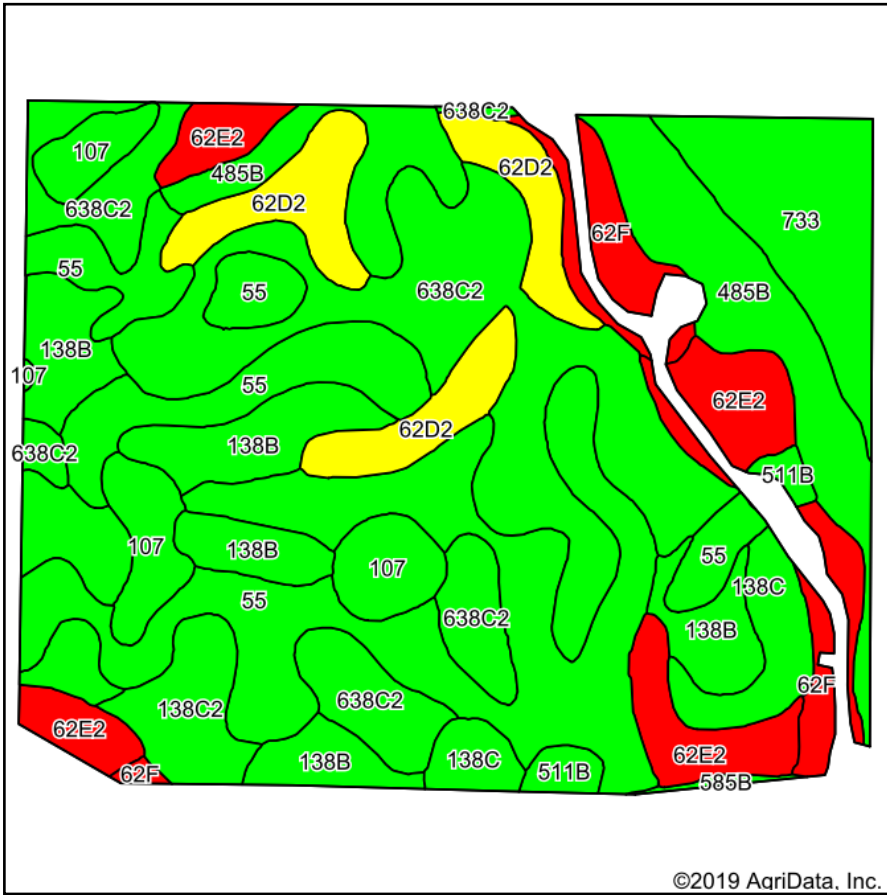 638C2
62E2
107
485B
62D2
62D2
638C2
733
62F
55
55
638C2
485B
138B
107
55
62E2
62D2
138B
638C2
511B
107
138B
107
55
138C
55
638C2
138B
62F
638C2
138C2
62E2
62E2
138B
138C
62F
511B
585B
©2019 AgriData, Inc.